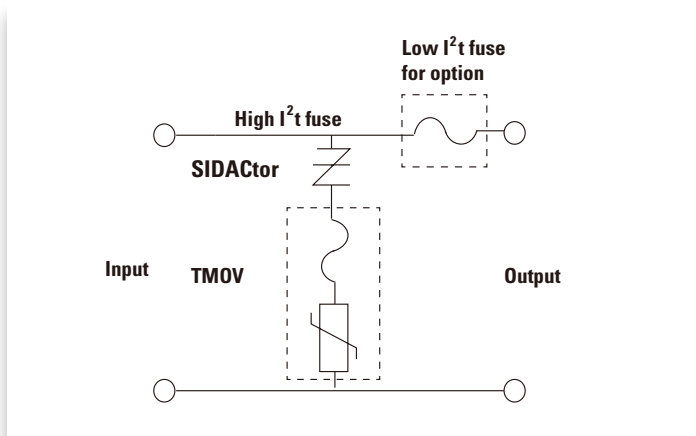 Low I²t fuse
for option
High I²t fuse
SIDACtor
Input
TMOV
Output